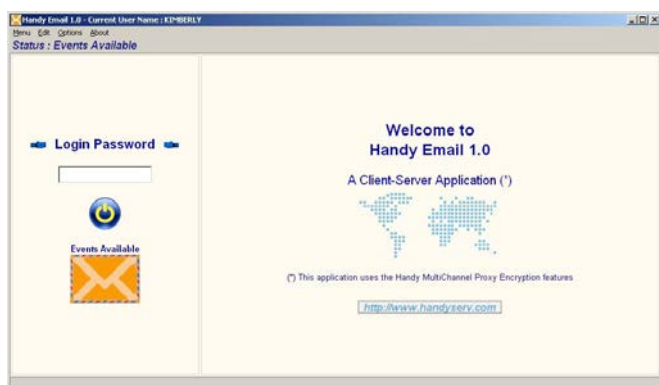 Handy Email 1.0 - Current User Name : KIMBERLY
Menu Edit Options About
Status : Events Available
Login Password
Events Available
Welcome to
Handy Email 1.0
A Client-Server Application (*)
(*) This application uses the Handy MultiChannel Proxy Encryption features
http://www.handyserv.com